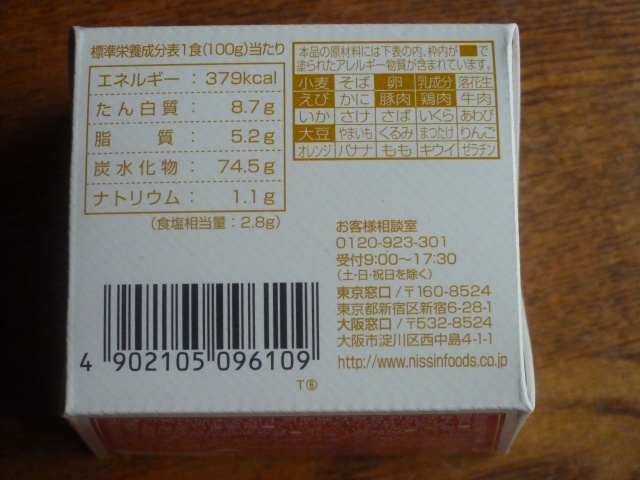 標準栄養成分表1食(100g)当たり
エネルギー : 379kcal
たん白質 : 8.7g
脂質 : 5.2g
炭水化物 : 74.5g
ナトリウム : 1.1g
(食塩相当量 : 2.8g)
本品の原材料には下表の内、枠内が■で
塗られたアレルギー物質が含まれています。
小麦 そば 卵 乳成分 落花生
えび かに 豚肉 鶏肉 牛肉
いか さけ さば いくら あわび
大豆 やまいも くるみ まつたけ りんご
オレンジ バナナ もも キウイ ゼラチン
お客様相談室
0120-923-301
受付9:00〜17:30
(土・日・祝日を除く)
東京窓口/〒160-8524
東京都新宿区新宿6-28-1
大阪窓口/〒532-8524
大阪市淀川区西中島4-1-1
http://www.nissinfoods.co.jp
4 902105 096109
T⑧